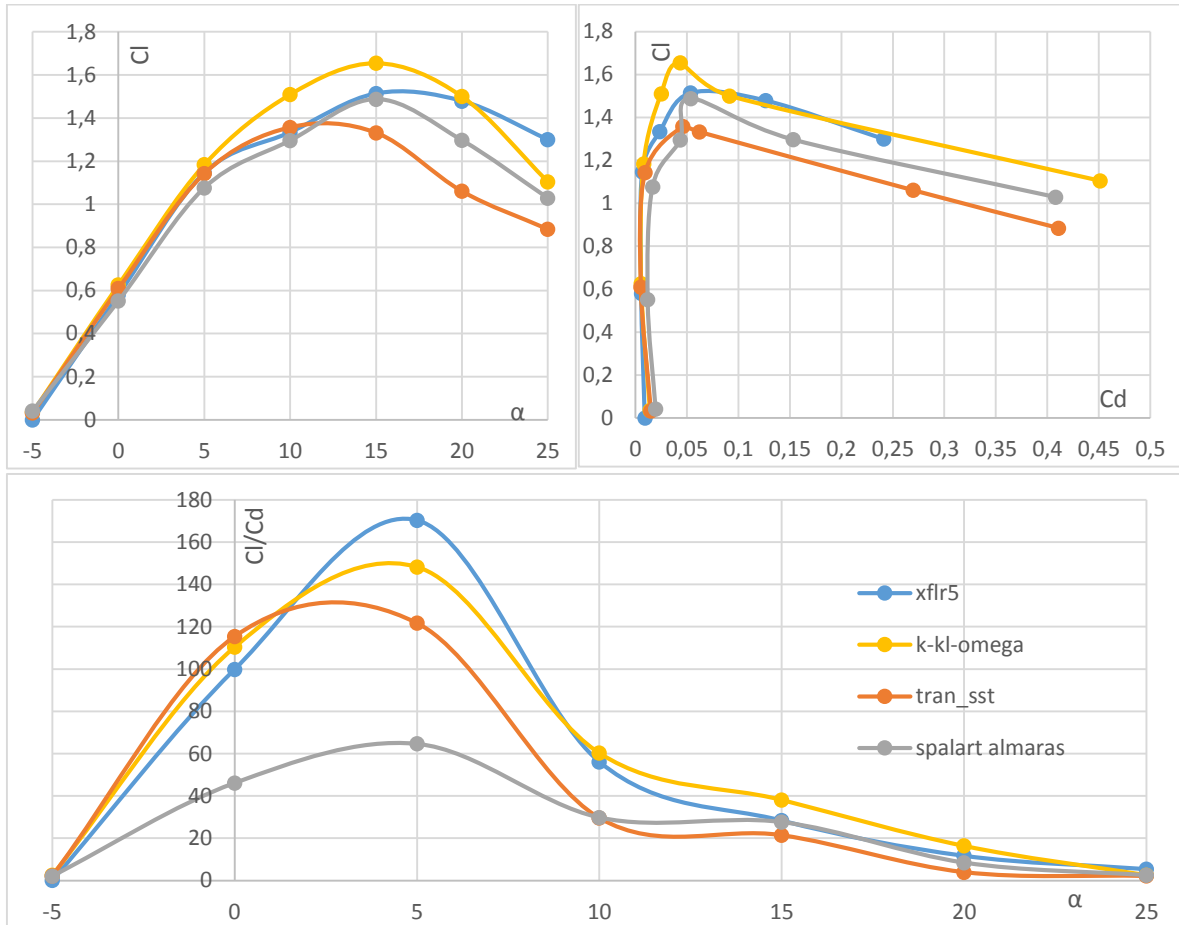 Cl
1,8
1,6
1,4
1,2
1
0,8
0,6
0,4
0,2
0
-5 0 5 10 15 20 25
α
Cl
1,8
1,6
1,4
1,2
1
0,8
0,6
0,4
0,2
0
Cd
0 0,05 0,1 0,15 0,2 0,25 0,3 0,35 0,4 0,45 0,5
Cl/Cd
180
160
140
120
100
80
60
40
20
0
xflr5
k-kl-omega
tran_sst
spalart almaras
α
-5 0 5 10 15 20 25